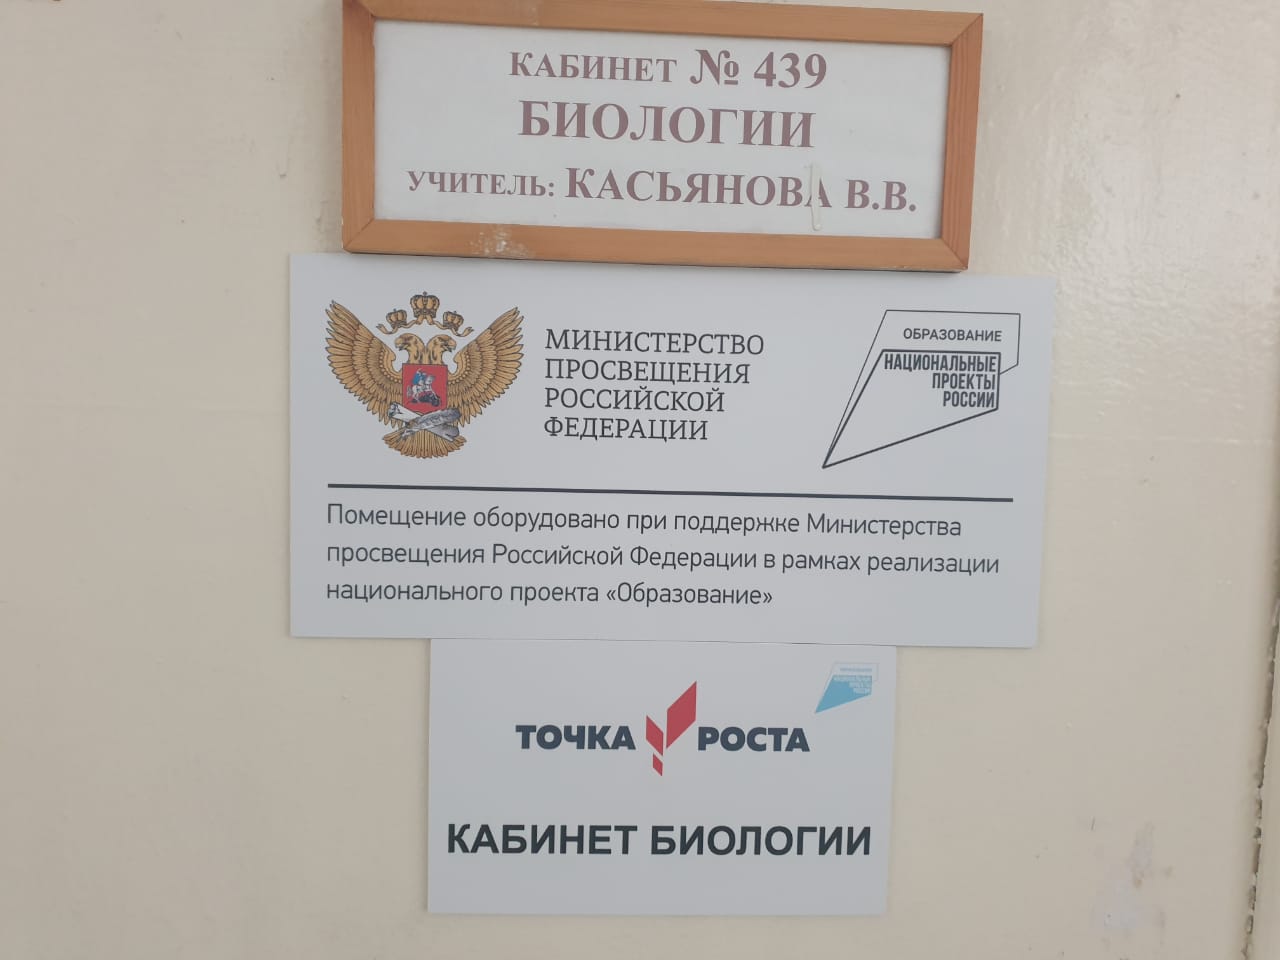 КАБИНЕТ № 439
БИОЛОГИИ
УЧИТЕЛЬ: КАСЬЯНОВА В.В.
МИНИСТЕРСТВО
ПРОСВЕЩЕНИЯ
РОССИЙСКОЙ
ФЕДЕРАЦИИ
ОБРАЗОВАНИЕ
НАЦИОНАЛЬНЫЕ
ПРОЕКТЫ
РОССИИ
Помещение оборудовано при поддержке Министерства
просвещения Российской Федерации в рамках реализации
национального проекта «Образование»
ТОЧКА РОСТА
КАБИНЕТ БИОЛОГИИ